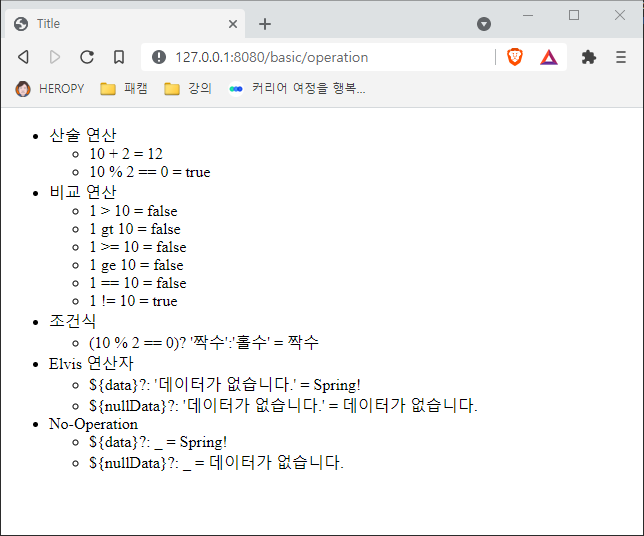 Title
127.0.0.1:8080/basic/operation
HEROPY 패캠 강의 커리어 여정을 행복...
산술 연산
10 + 2 = 12
10 % 2 == 0 = true
비교 연산
1 > 10 = false
1 gt 10 = false
1 >= 10 = false
1 ge 10 = false
1 == 10 = false
1 != 10 = true
조건식
(10 % 2 == 0)? '짝수':'홀수' = 짝수
Elvis 연산자
${data}?: '데이터가 없습니다.' = Spring!
${nullData}?: '데이터가 없습니다.' = 데이터가 없습니다.
No-Operation
${data}?: _ = Spring!
${nullData}?: _ = 데이터가 없습니다.